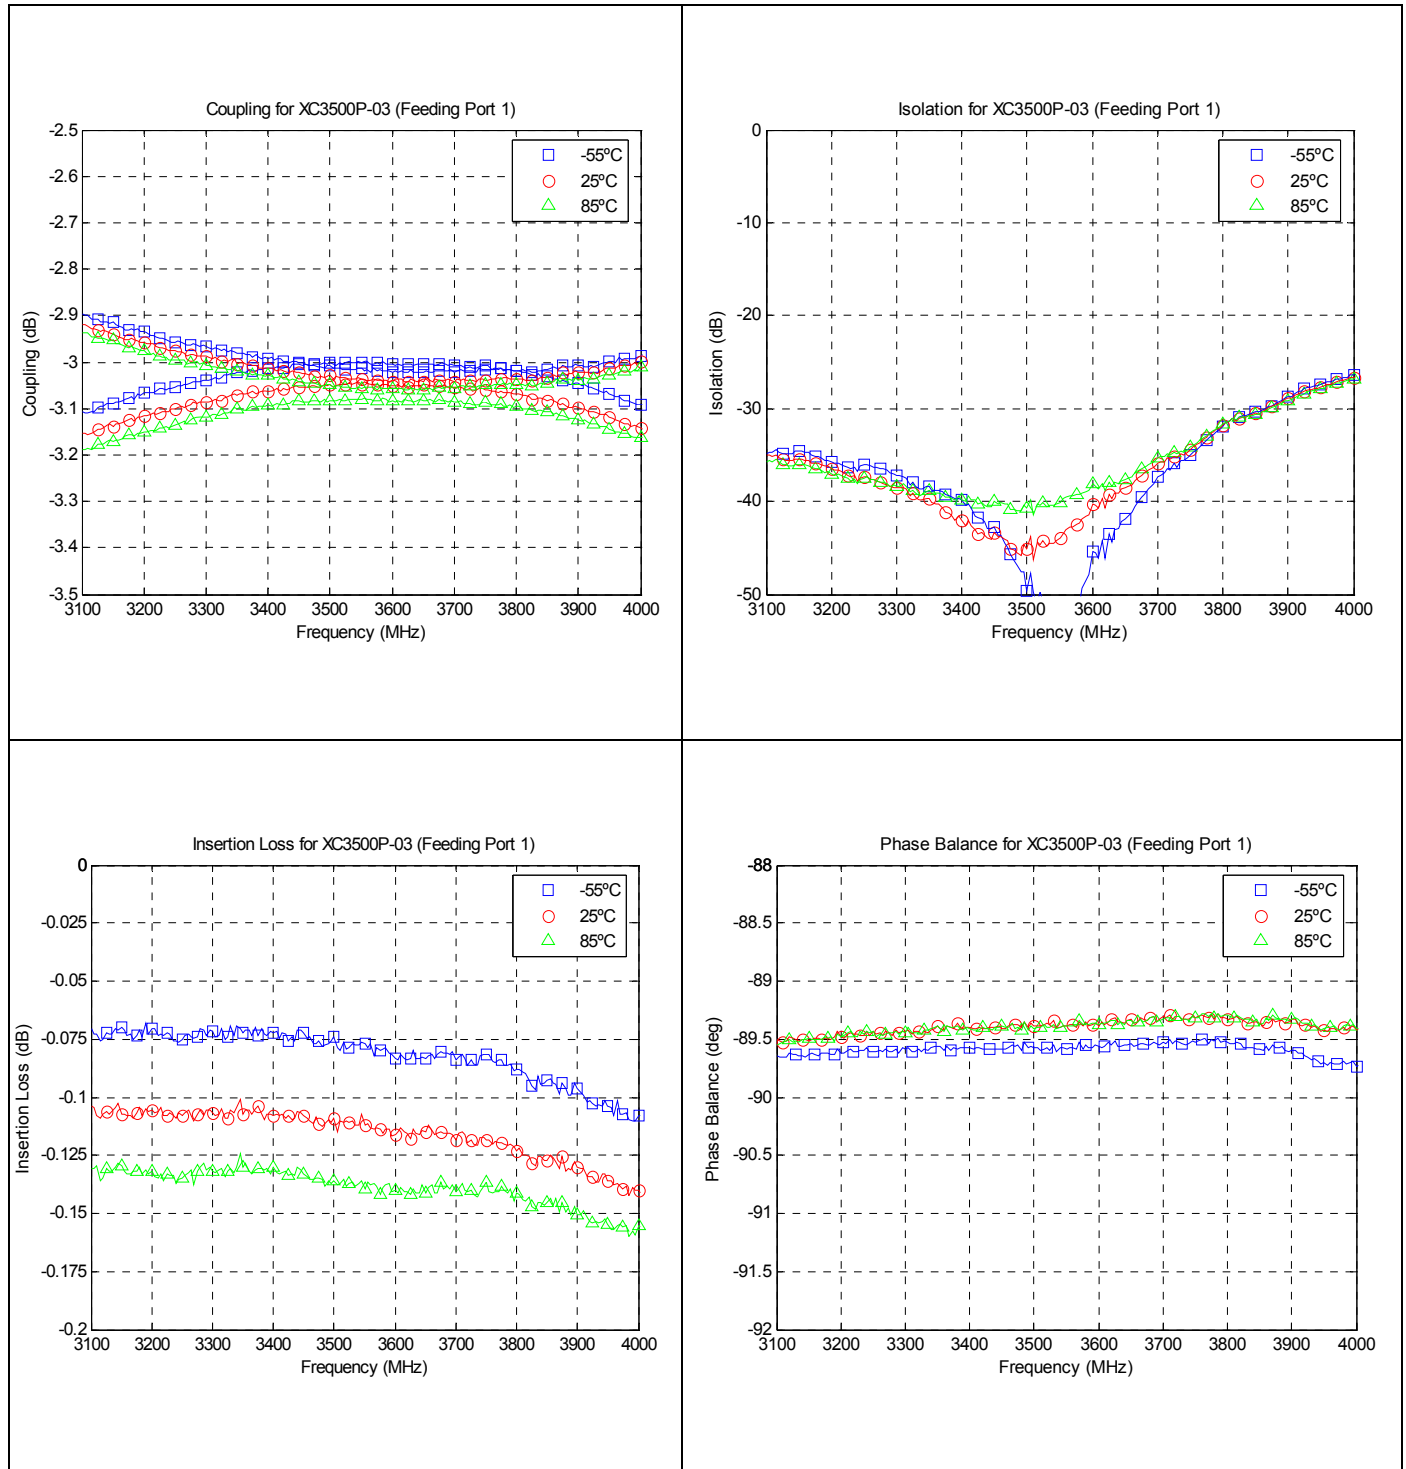 Coupling for XC3500P-03 (Feeding Port 1)
-2.5
-2.6
-2.7
-2.8
-2.9
-3
-3.1
-3.2
-3.3
-3.4
-3.5
Coupling (dB)
-55ºC
25ºC
85ºC
3100 3200 3300 3400 3500 3600 3700 3800 3900 4000
Frequency (MHz)
Isolation for XC3500P-03 (Feeding Port 1)
0
-10
-20
-30
-40
-50
Isolation (dB)
-55ºC
25ºC
85ºC
3100 3200 3300 3400 3500 3600 3700 3800 3900 4000
Frequency (MHz)
Insertion Loss for XC3500P-03 (Feeding Port 1)
0
-0.025
-0.05
-0.075
-0.1
-0.125
-0.15
-0.175
-0.2
Insertion Loss (dB)
-55ºC
25ºC
85ºC
3100 3200 3300 3400 3500 3600 3700 3800 3900 4000
Frequency (MHz)
Phase Balance for XC3500P-03 (Feeding Port 1)
-88
-88.5
-89
-89.5
-90
-90.5
-91
-91.5
-92
Phase Balance (deg)
-55ºC
25ºC
85ºC
3100 3200 3300 3400 3500 3600 3700 3800 3900 4000
Frequency (MHz)